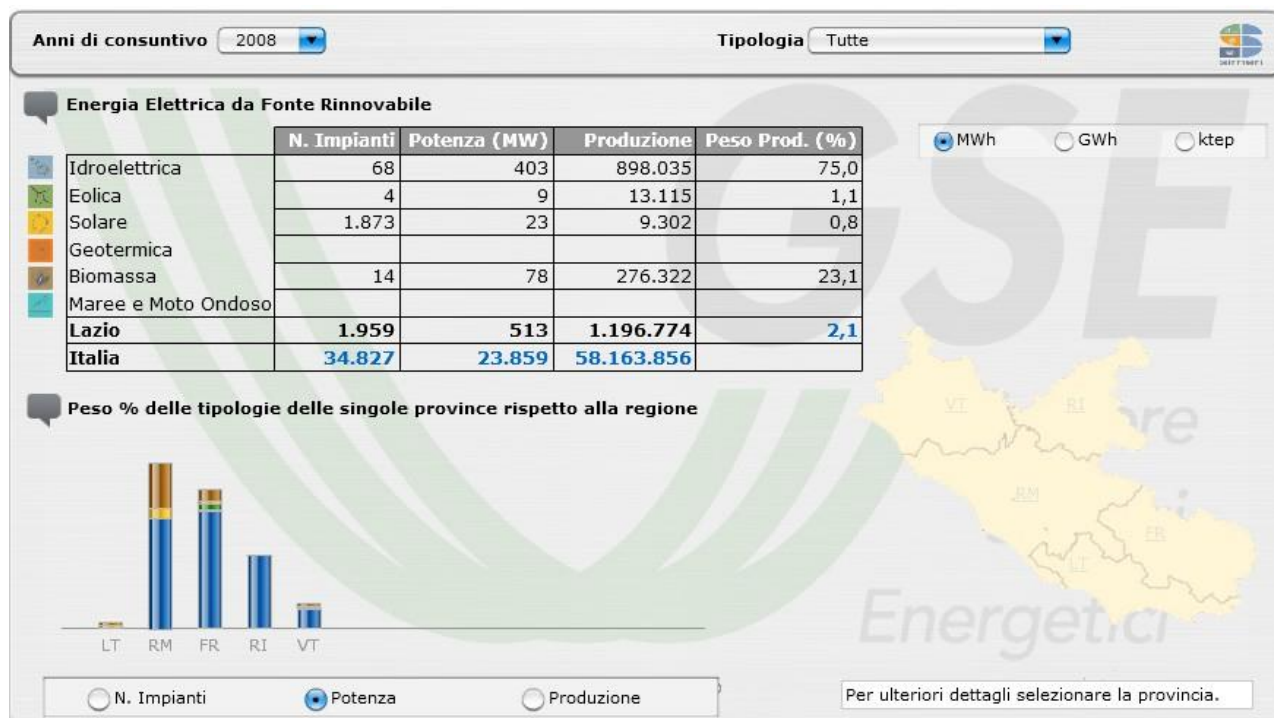 Anni di consuntivo 2008 Tipologia Tutte
Energia Elettrica da Fonte Rinnovabile
N. Impianti Potenza (MW) Produzione Peso Prod. (%)
MWh GWh ktep
Idroelettrica 68 403 898.035 75,0
Eolica 4 9 13.115 1,1
Solare 1.873 23 9.302 0,8
Geotermica
Biomassa 14 78 276.322 23,1
Maree e Moto Ondoso
Lazio 1.959 513 1.196.774 2,1
Italia 34.827 23.859 58.163.856
GSE
Peso % delle tipologie delle singole province rispetto alla regione
VT RI
RM
FR
LT
Energetici
LT RM FR RI VT
N. Impianti Potenza Produzione
Per ulteriori dettagli selezionare la provincia.